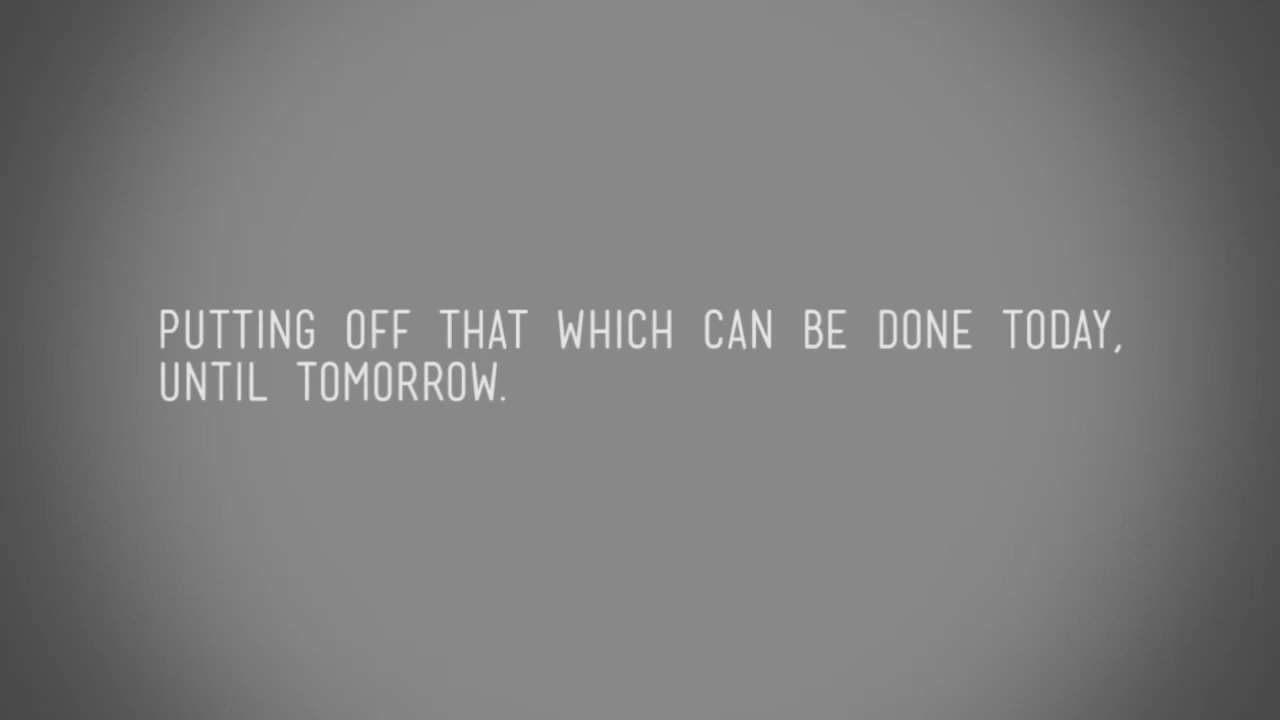 PUTTING OFF THAT WHICH CAN BE DONE TODAY,
UNTIL TOMORROW.